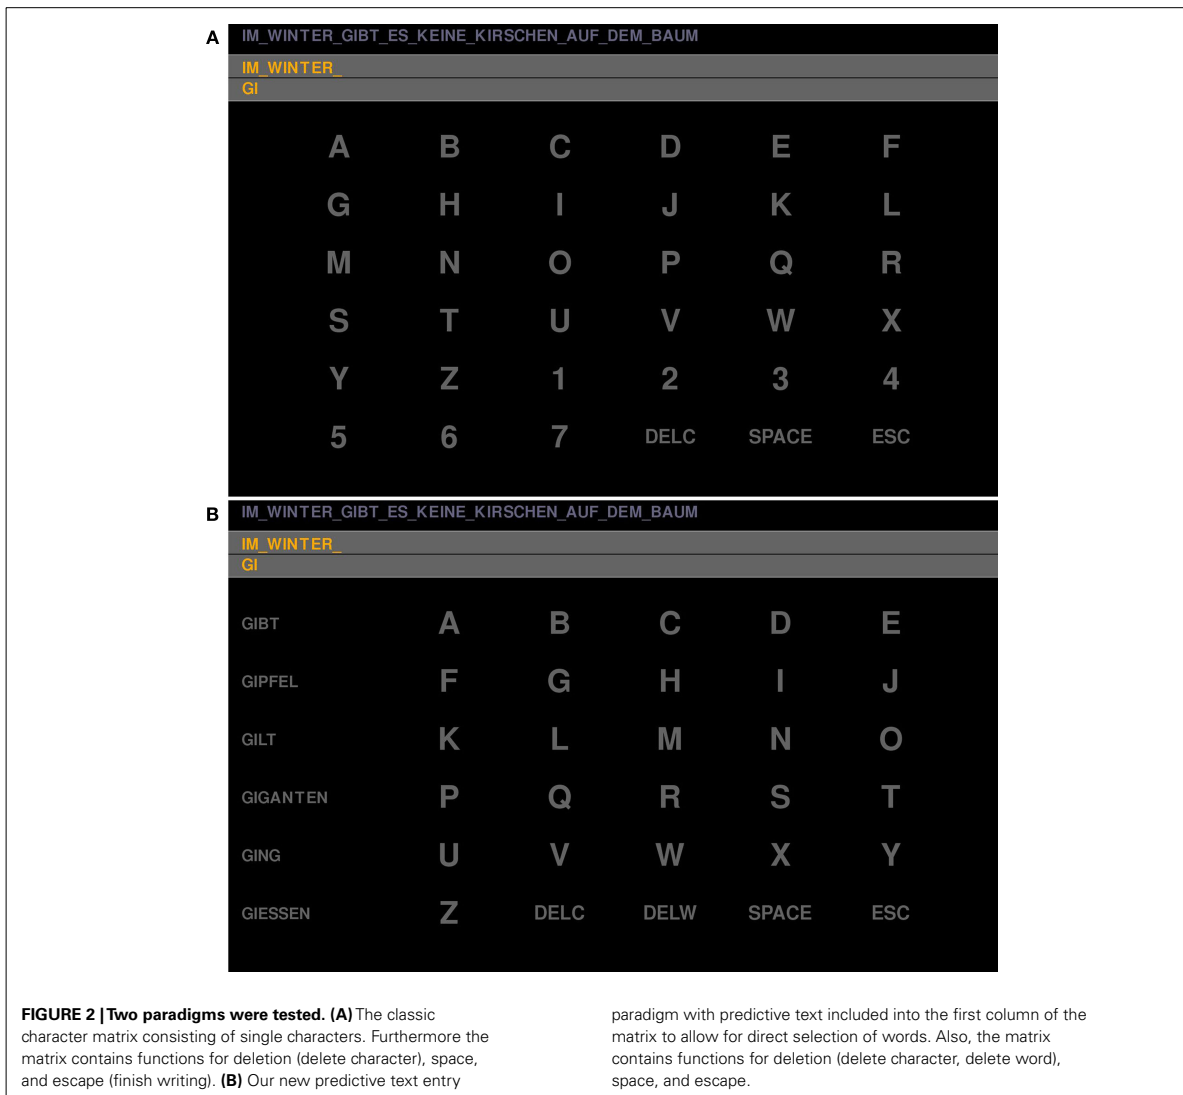 A
IM_WINTER_GIBT_ES_KEINE_KIRSCHEN_AUF_DEM_BAUM
IM_WINTER_
GI
A B C D E F
G H I J K L
M N O P Q R
S T U V W X
Y Z 1 2 3 4
5 6 7 DELC SPACE ESC
B
IM_WINTER_GIBT_ES_KEINE_KIRSCHEN_AUF_DEM_BAUM
IM_WINTER_
GI
GIBT A B C D E
GIPFEL F G H I J
GILT K L M N O
GIGANTEN P Q R S T
GING U V W X Y
GIESSEN Z DELC DELW SPACE ESC
FIGURE 2 | Two paradigms were tested. (A) The classic
character matrix consisting of single characters. Furthermore the
matrix contains functions for deletion (delete character), space,
and escape (finish writing). (B) Our new predictive text entry
paradigm with predictive text included into the first column of the
matrix to allow for direct selection of words. Also, the matrix
contains functions for deletion (delete character, delete word),
space, and escape.